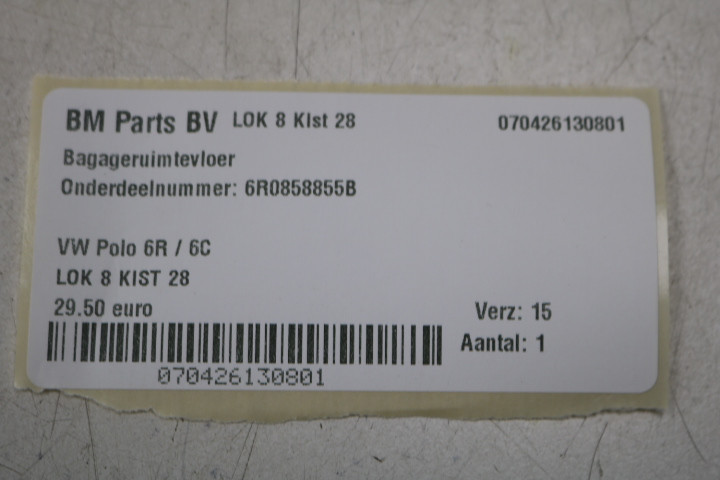 BM Parts BV LOK 8 KIst 28 070426130801
Bagageruimtevloer
Onderdeelnummer: 6R0858855B
VW Polo 6R / 6C
LOK 8 KIST 28
29.50 euro Verz: 15
Aantal: 1
070426130801